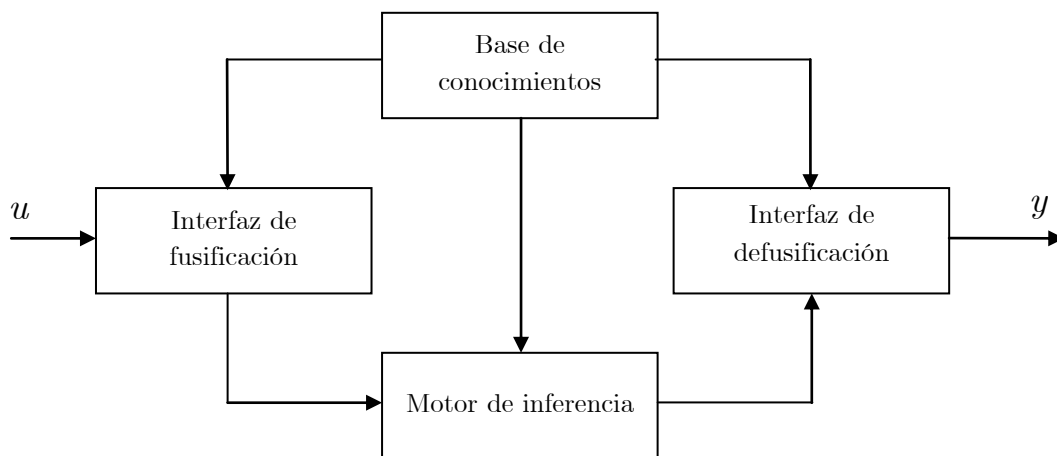 Base de
conocimientos
u
Interfaz de
fusificación
Interfaz de
defusificación
y
Motor de inferencia